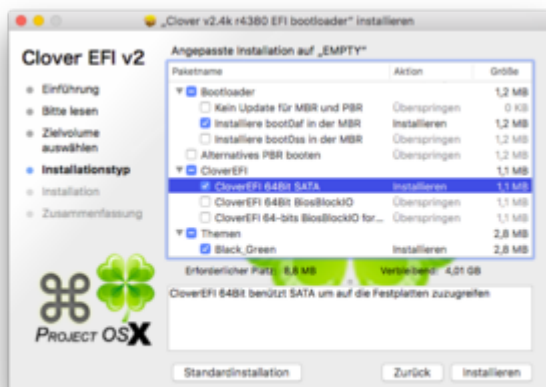 „Clover v2.4k r4380 EFI bootloader" installieren
Clover EFI v2
Einführung
Bitte lesen
Zielvolume
auswählen
Installationstyp
Installation
Zusammenfassung
PROJECT OSX
Angepasste Installation auf „EMPTY"
Paketname Aktion Größe
Bootloader 1,2 MB
Kein Update für MBR und PBR Überspringen 0 KB
Installiere boot0af in der MBR Installieren 1,2 MB
Installiere boot0ss in der MBR Überspringen 1,2 MB
Alternatives PBR booten Überspringen 1,2 MB
CloverEFI 1,1 MB
CloverEFI 64Bit SATA Installieren 1,1 MB
CloverEFI 64Bit BiosBlockIO Überspringen 1,1 MB
CloverEFI 64-bits BiosBlockIO for... Überspringen 1,1 MB
Themen 2,8 MB
Black_Green Installieren 2,8 MB
Erforderlicher Platz: 8,8 MB Verbleibend: 4,01 GB
CloverEFI 64Bit benützt SATA um auf die Festplatten zuzugreifen
Standardinstallation Zurück Installieren